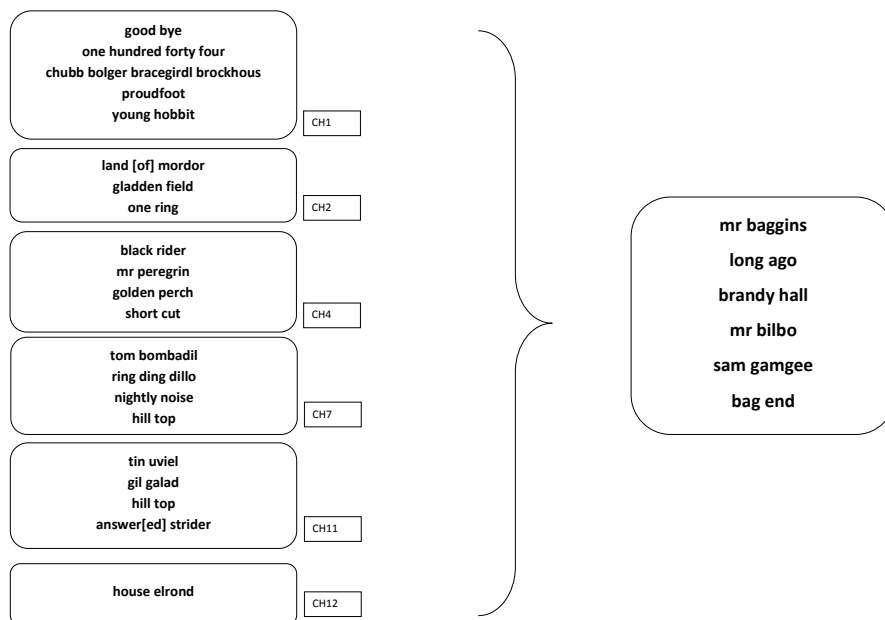 good bye
one hundred forty four
chubb bolger bracegirdl brockhous
proudfoot
young hobbit
CH1
land [of] mordor
gladden field
one ring
CH2
black rider
mr peregrin
golden perch
short cut
CH4
tom bombadil
ring ding dillo
nightly noise
hill top
CH7
tin uviel
gil galad
hill top
answer[ed] strider
CH11
house elrond
CH12
mr baggins
long ago
brandy hall
mr bilbo
sam gamgee
bag end